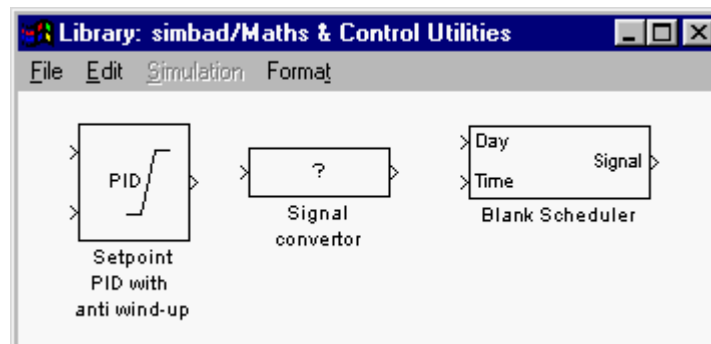 Library: simbad/Maths & Control Utilities
File Edit Simulation Format
PID
Setpoint
PID with
anti wind-up
?
Signal
convertor
Day
Time
Signal
Blank Scheduler